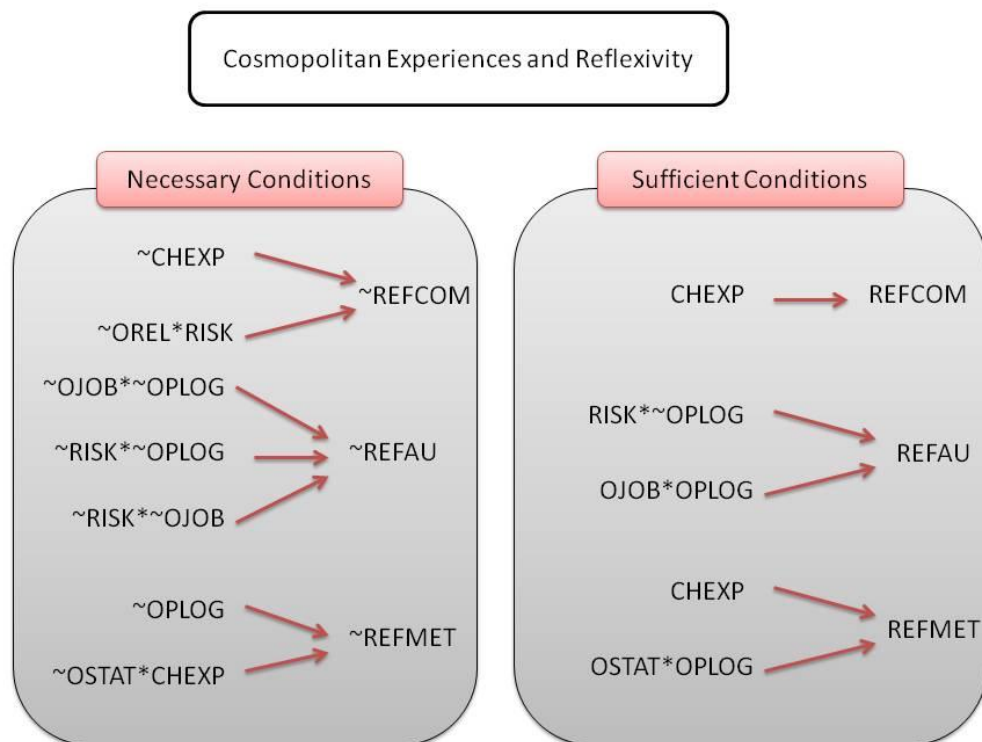 Cosmopolitan Experiences and Reflexivity
Necessary Conditions
~CHEXP
~REFCOM
~OREL*RISK
~OJOB*~OPLOG
~RISK*~OPLOG
~REFAU
~RISK*~OJOB
~OPLOG
~REFMET
~OSTAT*CHEXP
Sufficient Conditions
CHEXP
REFCOM
RISK*~OPLOG
REFAU
OJOB*OPLOG
CHEXP
REFMET
OSTAT*OPLOG